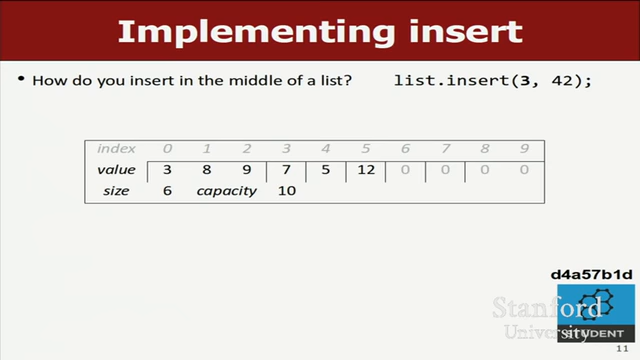 Implementing insert
• How do you insert in the middle of a list? list.insert(3, 42);
index 0 1 2 3 4 5 6 7 8 9
value 3 8 9 7 5 12 0 0 0 0
size 6 capacity 10
d4a57b1d
Stanford
University
STUDENT
11